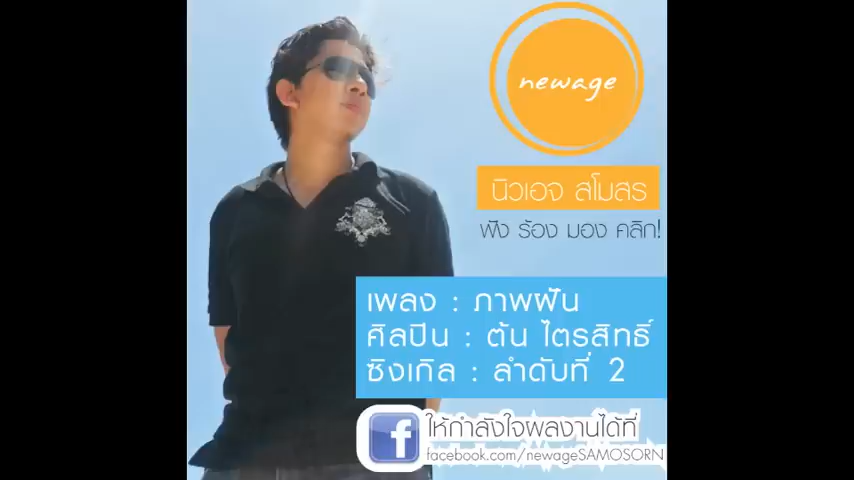 newage
นิวเอจ สโมสร
ฟัง ร้อง มอง คลิก!
เพลง : ภาพฝัน
ศิลปิน : ต้น ไตรสิทธิ์
ซิงเกิล : ลำดับที่ 2
f
ให้กำลังใจผลงานได้ที่
facebook.com/newageSAMOSORN